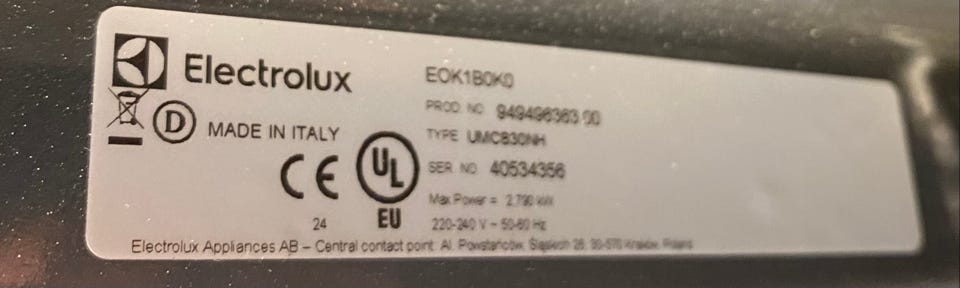 Electrolux
EOK1B0K0
PROD. NO. 949496363 00
D
MADE IN ITALY
TYPE UMC830NH
CE
UL
EU
SER. NO. 40534356
Max Power = 2.790 kW
24
220-240 V ~ 50-60 Hz
Electrolux Appliances AB – Central contact point: Al. Powstańców Śląskich 26, 30-570 Kraków, Poland